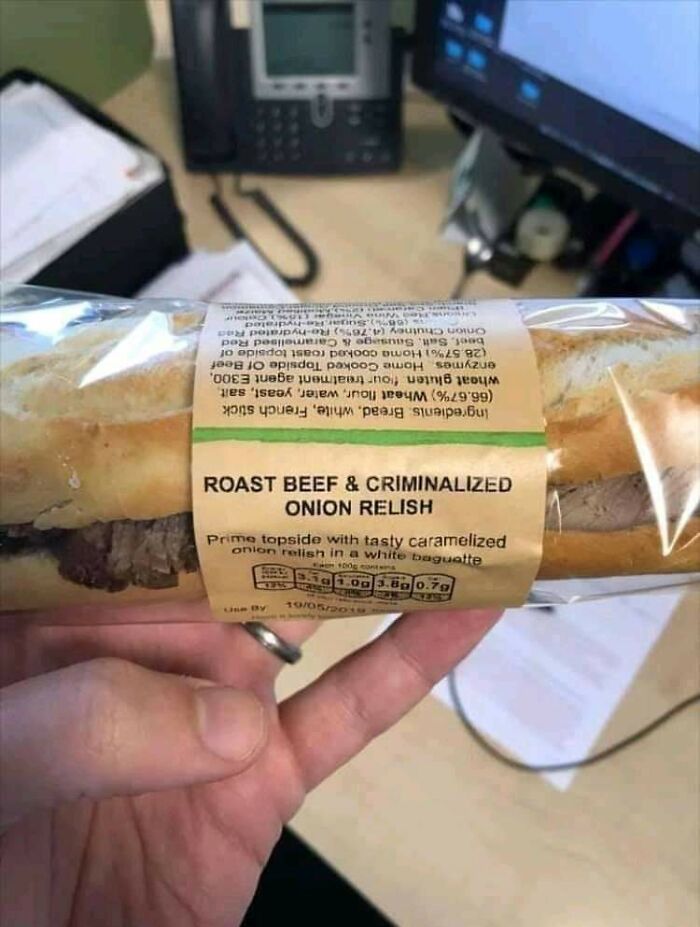 ROAST BEEF & CRIMINALIZED
ONION RELISH
Prime topside with tasty caramelized
onion relish in a white baguette
Each 100g contains
3.1g 1.0g 3.8g 0.7g
Use By 19/05/2019
Ingredients Bread, white, French stick
(66.67%) Wheat flour, water, yeast, salt,
wheat gluten, flour treatment agent E300,
enzymes. Home Cooked Topside Of Beef
(28.57%) Home cooked roast topside of
beef, Salt, Sausage Caramelised Red
Onion Chutney (4.76%) Re-hydrated Red